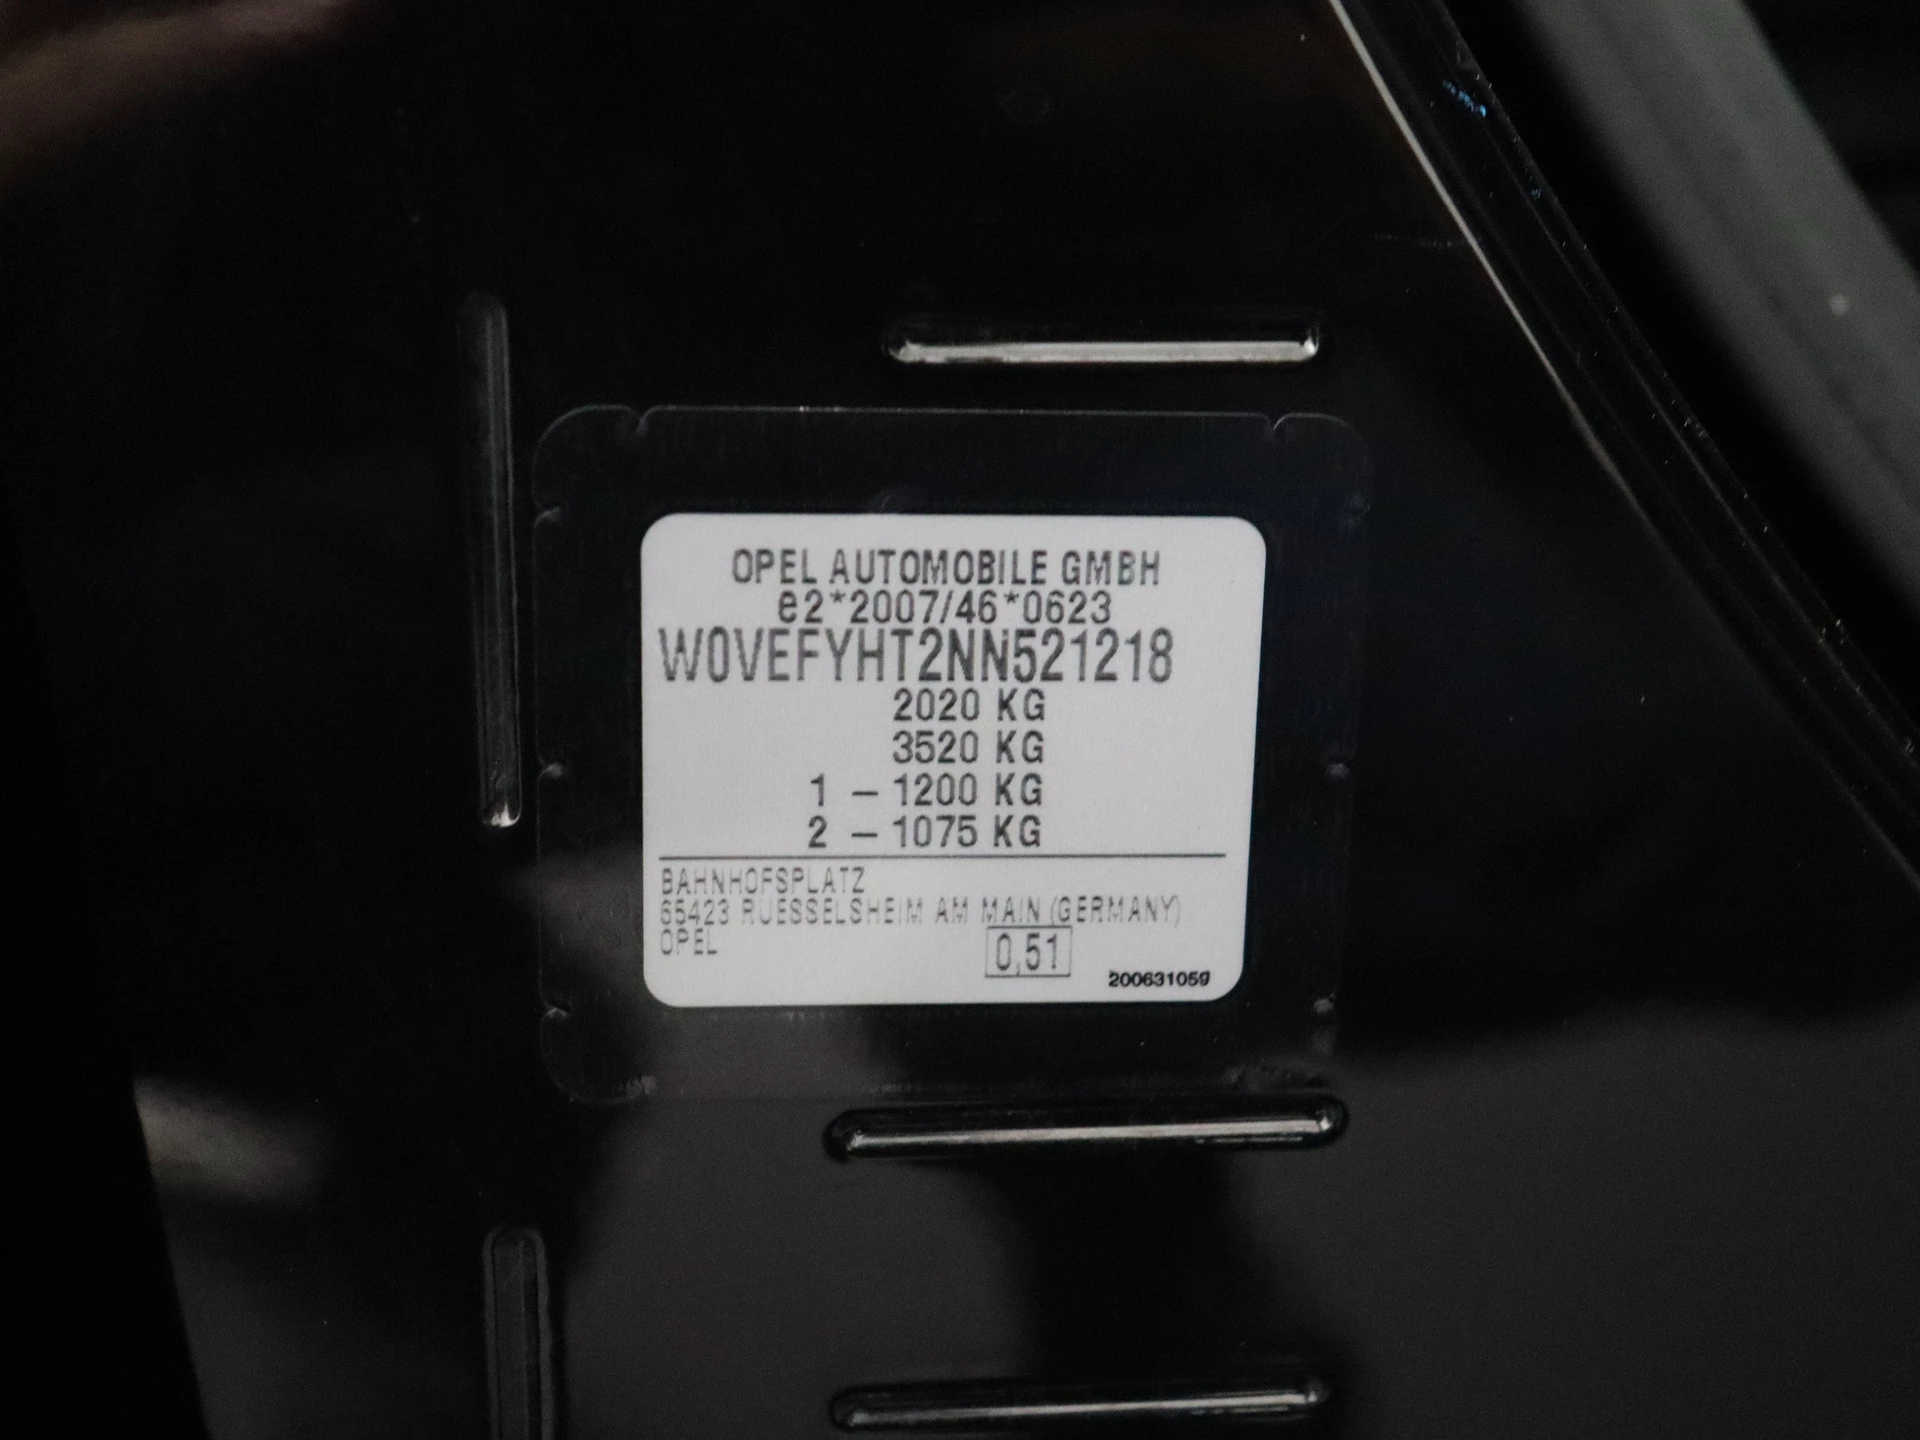 OPEL AUTOMOBILE GMBH
e2*2007/46*0623
W0VEFYHT2NN521218
2020 KG
3520 KG
1 – 1200 KG
2 – 1075 KG
BAHNHOFSPLATZ
65423 RUESSELSHEIM AM MAIN (GERMANY)
OPEL
0,51
200631059